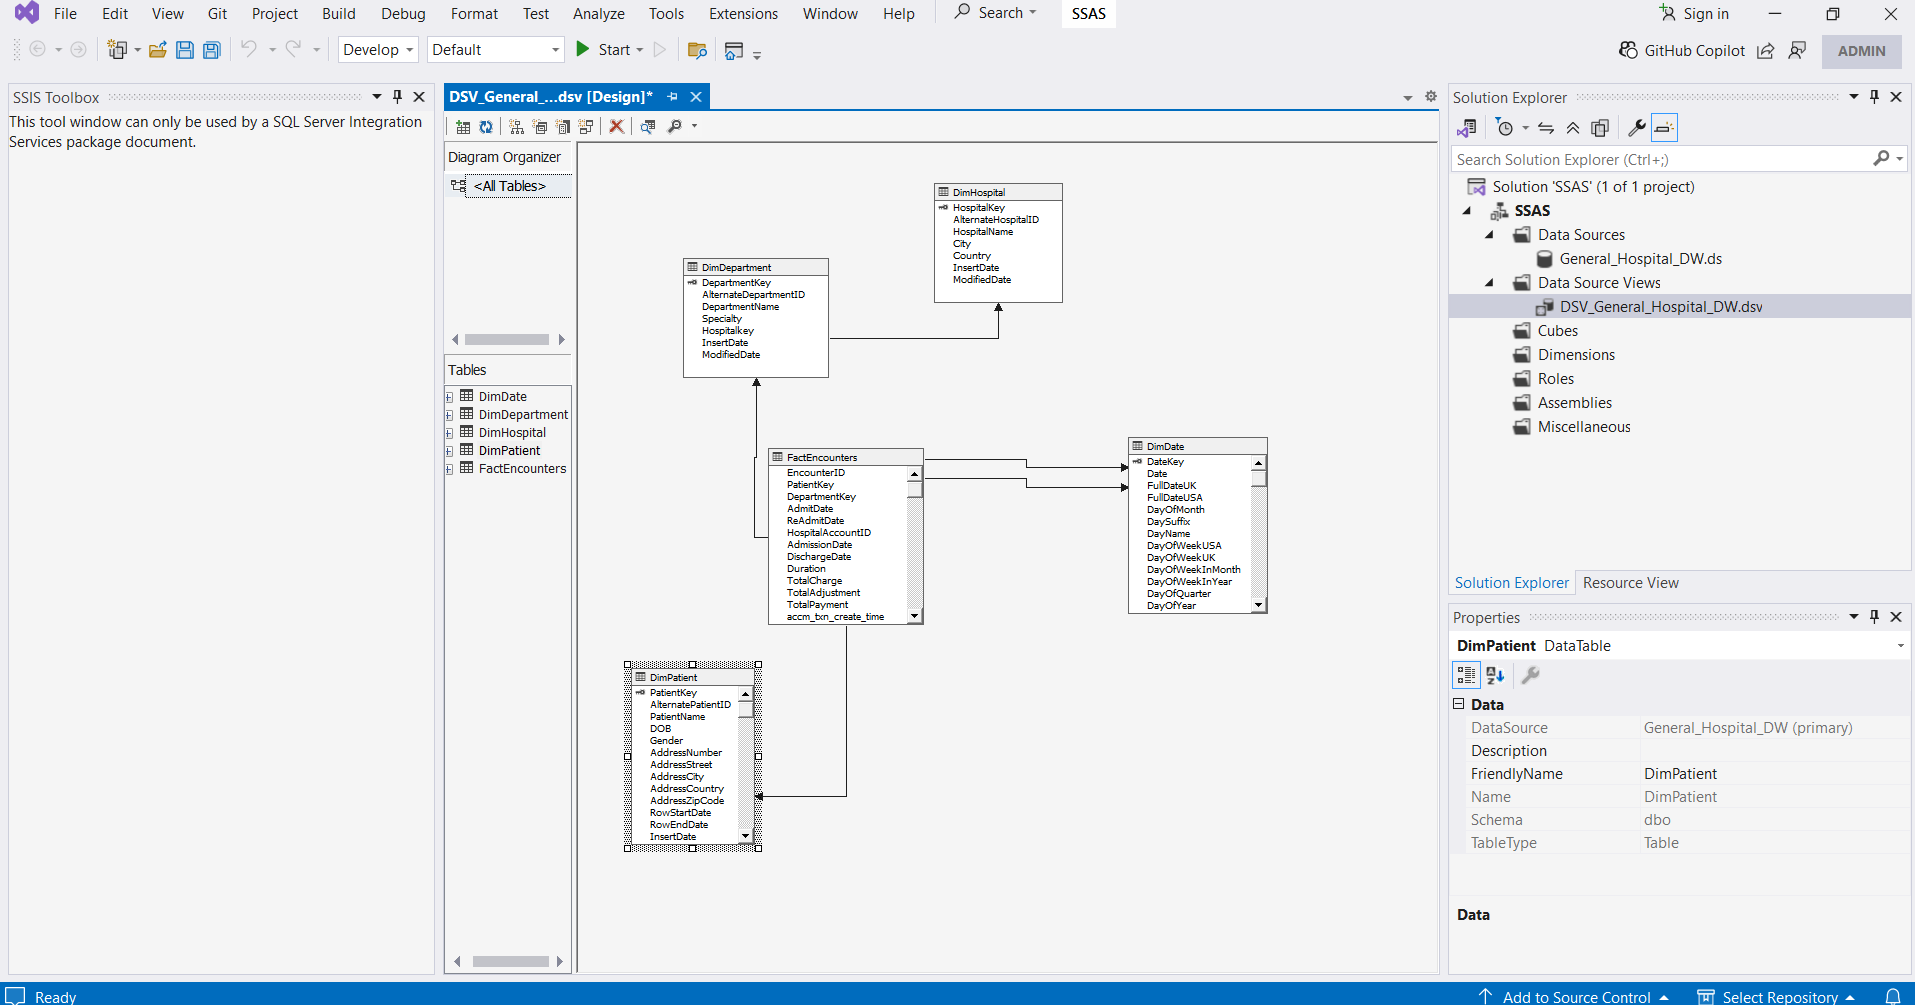 File Edit View Git Project Build Debug Format Test Analyze Tools Extensions Window Help Search SSAS Sign in
Develop Default Start GitHub Copilot ADMIN
SSIS Toolbox
This tool window can only be used by a SQL Server Integration
Services package document.
DSV_General_...dsv [Design]*
Diagram Organizer
<All Tables>
Tables
DimDate
DimDepartment
DimHospital
DimPatient
FactEncounters
DimHospital
HospitalKey
AlternateHospitalID
HospitalName
City
Country
InsertDate
ModifiedDate
DimDepartment
DepartmentKey
AlternateDepartmentID
DepartmentName
Specialty
Hospitalkey
InsertDate
ModifiedDate
FactEncounters
EncounterID
PatientKey
DepartmentKey
AdmitDate
ReAdmitDate
HospitalAccountID
AdmissionDate
DischargeDate
Duration
TotalCharge
TotalAdjustment
TotalPayment
accm_txn_create_time
DimDate
DateKey
Date
FullDateUK
FullDateUSA
DayOfMonth
DaySuffix
DayName
DayOfWeekUSA
DayOfWeekUK
DayOfWeekInMonth
DayOfWeekInYear
DayOfQuarter
DayOfYear
DimPatient
PatientKey
AlternatePatientID
PatientName
DOB
Gender
AddressNumber
AddressStreet
AddressCity
AddressCountry
AddressZipCode
RowStartDate
RowEndDate
InsertDate
Solution Explorer
Search Solution Explorer (Ctrl+;)
Solution 'SSAS' (1 of 1 project)
SSAS
Data Sources
General_Hospital_DW.ds
Data Source Views
DSV_General_Hospital_DW.dsv
Cubes
Dimensions
Roles
Assemblies
Miscellaneous
Solution Explorer Resource View
Properties
DimPatient DataTable
Data
DataSource General_Hospital_DW (primary)
Description
FriendlyName DimPatient
Name DimPatient
Schema dbo
TableType Table
Data
Ready Add to Source Control Select Repository